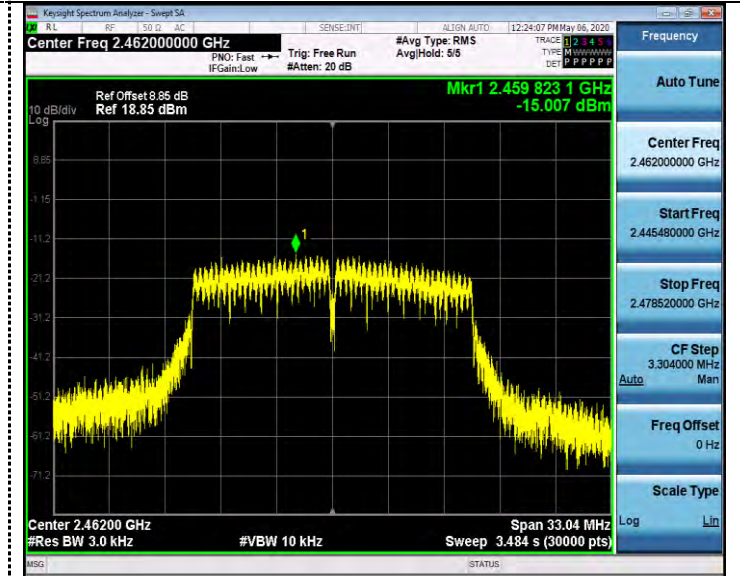 Keysight Spectrum Analyzer - Swept SA
RL RF 50 Ω AC SENSE:INT ALIGN AUTO 12:24:07 PM May 06, 2020
Center Freq 2.462000000 GHz
PNO: Fast
IFGain:Low
Trig: Free Run
#Atten: 20 dB
#Avg Type: RMS
Avg|Hold: 5/5
TRACE 1 2 3 4 5 6
TYPE M W W W W W
DET P P P P P P
Ref Offset 8.85 dB
10 dB/div Ref 18.85 dBm
Log
Mkr1 2.459 823 1 GHz
-15.007 dBm
8.85
-1.15
-11.2
-21.2
-31.2
-41.2
-51.2
-61.2
-71.2
1
Center 2.46200 GHz
Span 33.04 MHz
#Res BW 3.0 kHz
#VBW 10 kHz
Sweep 3.484 s (30000 pts)
MSG
STATUS
Frequency
Auto Tune
Center Freq
2.462000000 GHz
Start Freq
2.445480000 GHz
Stop Freq
2.478520000 GHz
CF Step
3.304000 MHz
Auto Man
Freq Offset
0 Hz
Scale Type
Log Lin